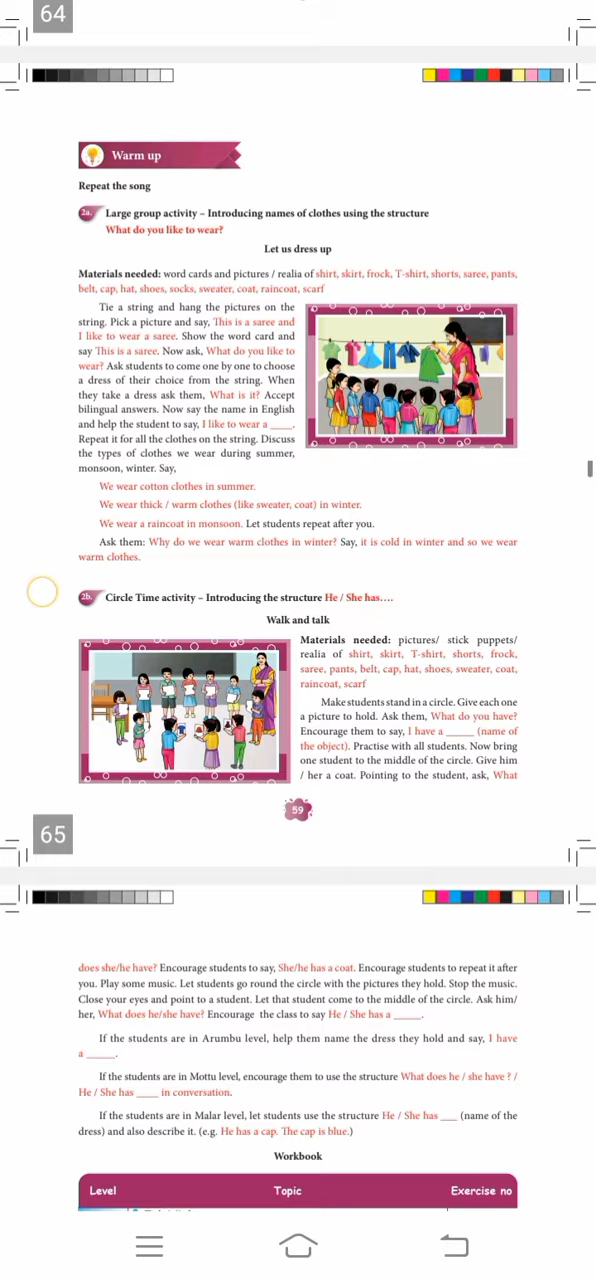 64
Warm up
Repeat the song
2a. Large group activity – Introducing names of clothes using the structure
What do you like to wear?
Let us dress up
Materials needed: word cards and pictures / realia of shirt, skirt, frock, T-shirt, shorts, saree, pants,
belt, cap, hat, shoes, socks, sweater, coat, raincoat, scarf
Tie a string and hang the pictures on the
string. Pick a picture and say, This is a saree and
I like to wear a saree. Show the word card and
say This is a saree. Now ask, What do you like to
wear? Ask students to come one by one to choose
a dress of their choice from the string. When
they take a dress ask them, What is it? Accept
bilingual answers. Now say the name in English
and help the student to say, I like to wear a ____.
Repeat it for all the clothes on the string. Discuss
the types of clothes we wear during summer,
monsoon, winter. Say,
We wear cotton clothes in summer.
We wear thick / warm clothes (like sweater, coat) in winter.
We wear a raincoat in monsoon. Let students repeat after you.
Ask them: Why do we wear warm clothes in winter? Say, it is cold in winter and so we wear
warm clothes.
2b. Circle Time activity – Introducing the structure He / She has….
Walk and talk
Materials needed: pictures/ stick puppets/
realia of shirt, skirt, T-shirt, shorts, frock,
saree, pants, belt, cap, hat, shoes, sweater, coat,
raincoat, scarf
Make students stand in a circle. Give each one
a picture to hold. Ask them, What do you have?
Encourage them to say, I have a _____ (name of
the object). Practise with all students. Now bring
one student to the middle of the circle. Give him
/ her a coat. Pointing to the student, ask, What
59
65
does she/he have? Encourage students to say, She/he has a coat. Encourage students to repeat it after
you. Play some music. Let students go round the circle with the pictures they hold. Stop the music.
Close your eyes and point to a student. Let that student come to the middle of the circle. Ask him/
her, What does he/she have? Encourage the class to say He / She has a _____.
If the students are in Arumbu level, help them name the dress they hold and say, I have
a _____.
If the students are in Mottu level, encourage them to use the structure What does he / she have ? /
He / She has ____ in conversation.
If the students are in Malar level, let students use the structure He / She has ___ (name of the
dress) and also describe it. (e.g. He has a cap. The cap is blue.)
Workbook
Level Topic Exercise no